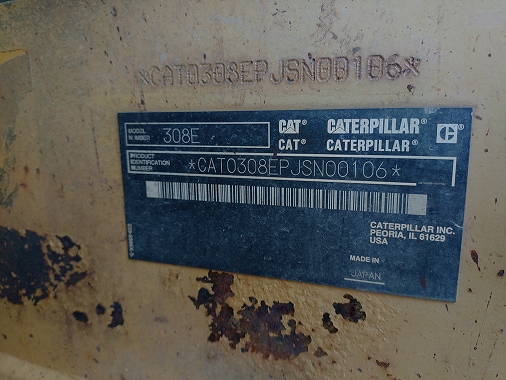 *CAT0308EPJSN00106*
MODEL NUMBER 308E CAT CATERPILLAR
CAT CATERPILLAR
PRODUCT IDENTIFICATION NUMBER *CAT0308EPJSN00106*
CATERPILLAR INC.
PEORIA, IL 61629
USA
MADE IN
JAPAN